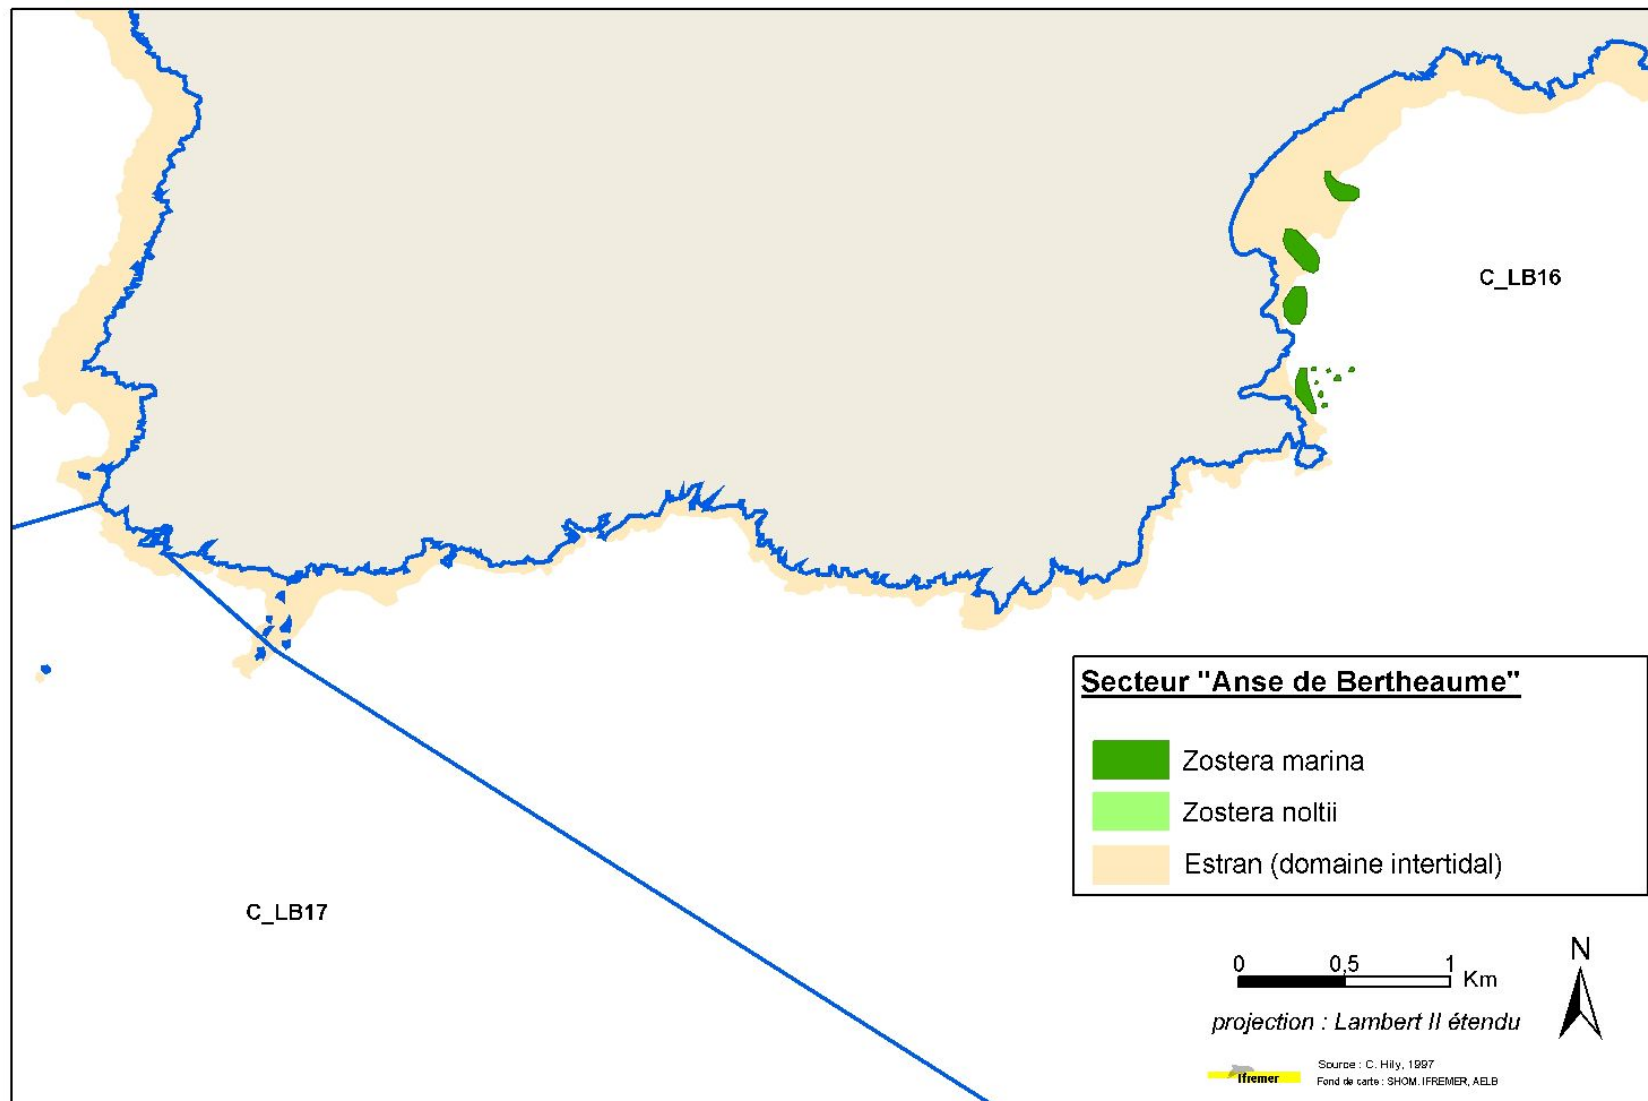 C_LB16
Secteur "Anse de Bertheaume"
Zostera marina
Zostera noltii
Estran (domaine intertidal)
C_LB17
0 0,5 1 Km
N
projection : Lambert II étendu
Ifremer
Source : C. Hily, 1997
Fond de carte : SHOM. IFREMER, AELB